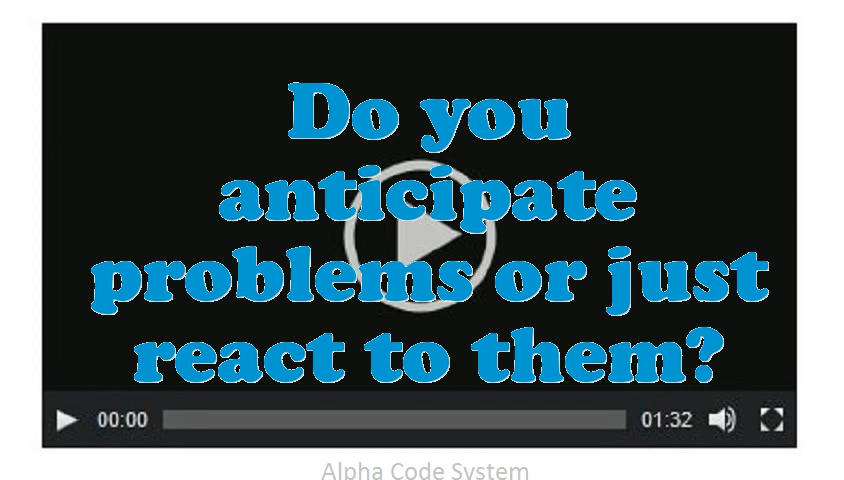 Do you
anticipate
problems or just
react to them?
00:00 01:32
Alpha Code System